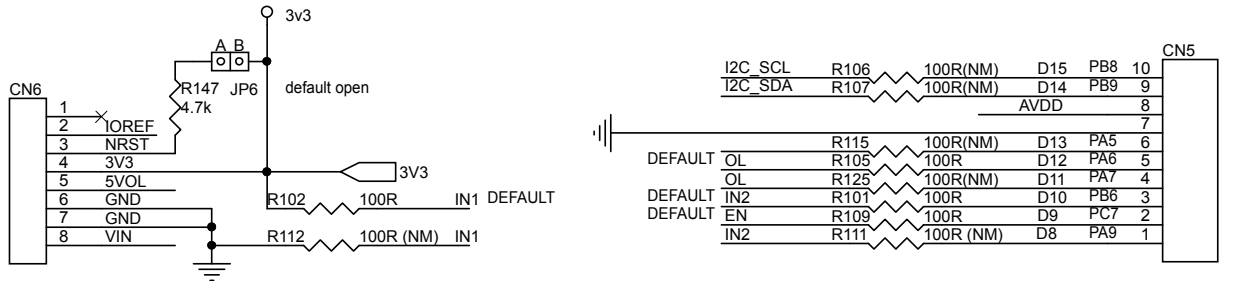 3v3
A B
R147 JP6
4.7k
default open
CN6
1
2 IOREF
3 NRST
4 3V3
5 5VOL
6 GND
7 GND
8 VIN
3V3
R102 100R IN1 DEFAULT
R112 100R (NM) IN1
CN5
I2C_SCL R106 100R(NM) D15 PB8 10
I2C_SDA R107 100R(NM) D14 PB9 9
AVDD 8
7
R115 100R(NM) D13 PA5 6
DEFAULT OL R105 100R D12 PA6 5
OL R125 100R(NM) D11 PA7 4
DEFAULT IN2 R101 100R D10 PB6 3
DEFAULT EN R109 100R D9 PC7 2
IN2 R111 100R (NM) D8 PA9 1